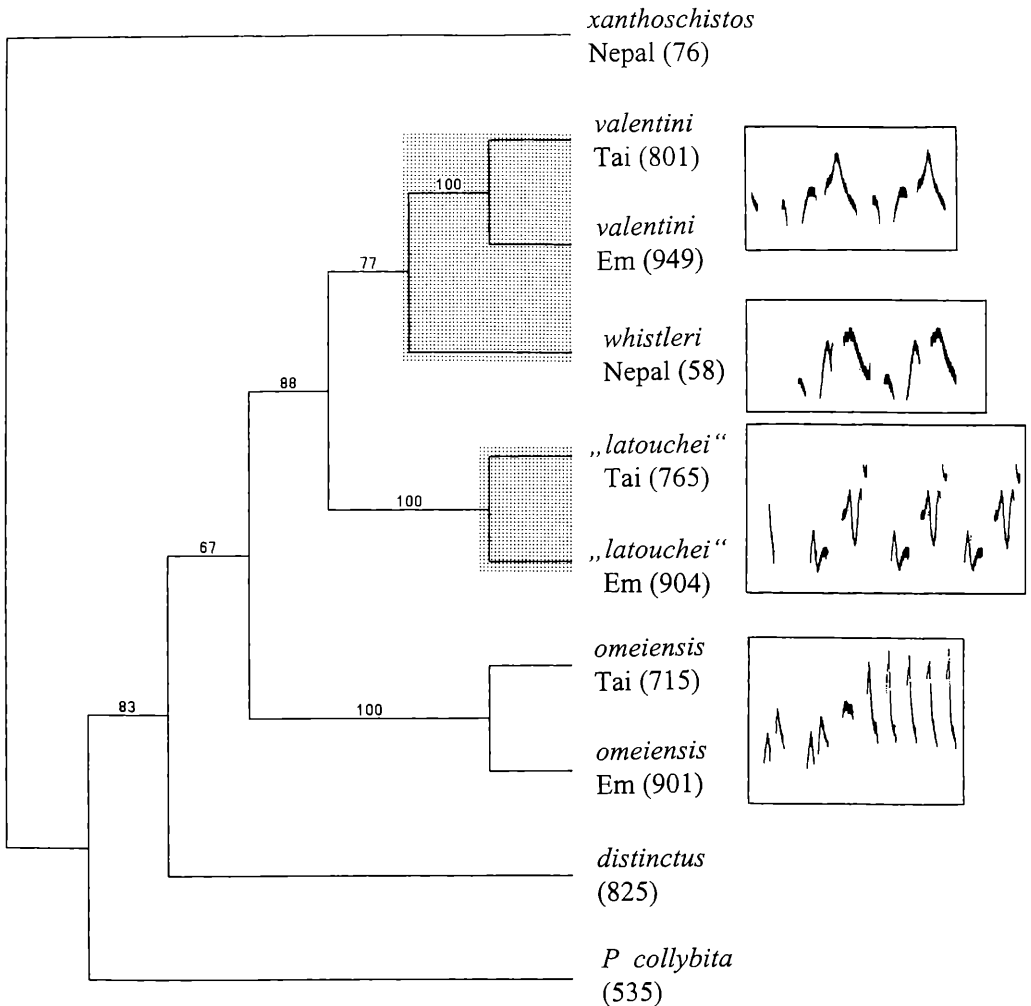 xanthoschistos
Nepal (76)
valentini
Tai (801)
100
valentini
Em (949)
77
whistleri
Nepal (58)
88
„latouchei“
Tai (765)
100
„latouchei“
Em (904)
67
omeiensis
Tai (715)
83
100
omeiensis
Em (901)
distinctus
(825)
P collybita
(535)